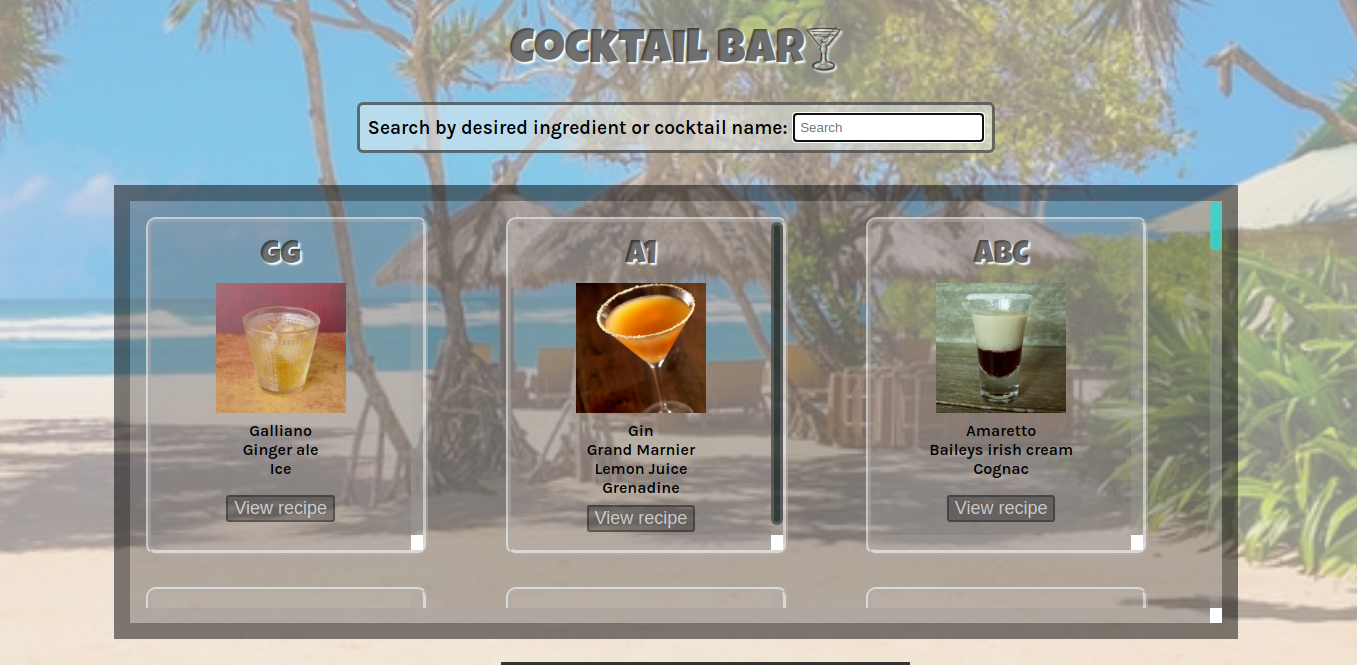 COCKTAIL BAR
Search by desired ingredient or cocktail name: Search
GG
Galliano
Ginger ale
Ice
View recipe
A1
Gin
Grand Marnier
Lemon Juice
Grenadine
View recipe
ABC
Amaretto
Baileys irish cream
Cognac
View recipe